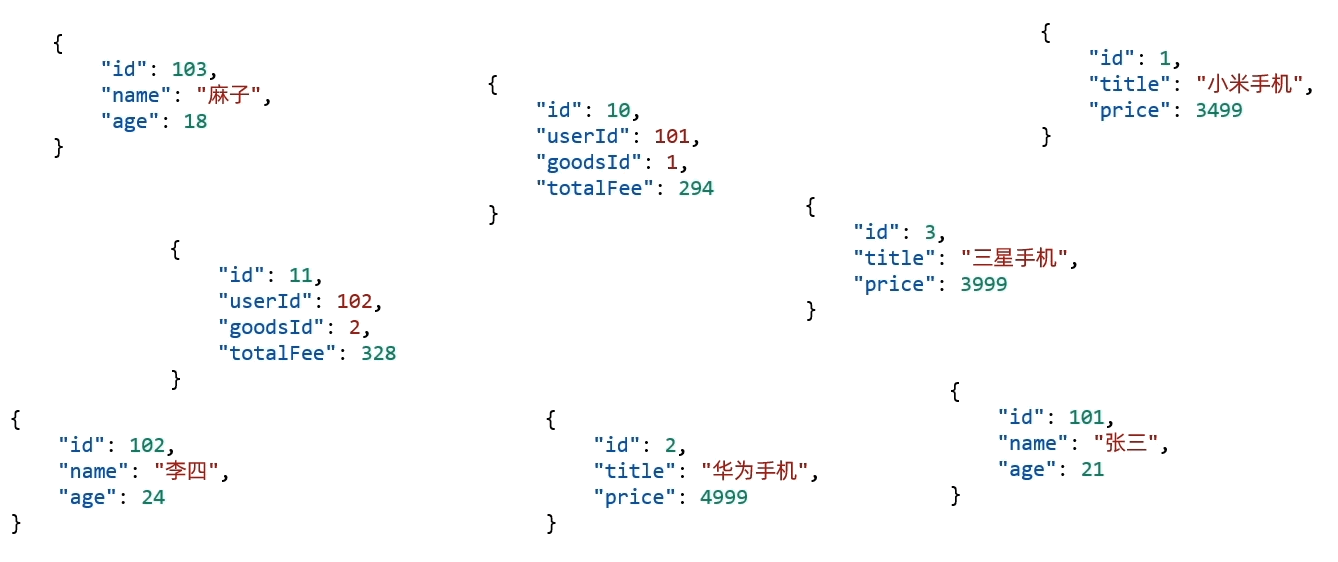 {
"id": 103,
"name": "麻子",
"age": 18
}
{
"id": 10,
"userId": 101,
"goodsId": 1,
"totalFee": 294
}
{
"id": 1,
"title": "小米手机",
"price": 3499
}
{
"id": 11,
"userId": 102,
"goodsId": 2,
"totalFee": 328
}
{
"id": 3,
"title": "三星手机",
"price": 3999
}
{
"id": 102,
"name": "李四",
"age": 24
}
{
"id": 2,
"title": "华为手机",
"price": 4999
}
{
"id": 101,
"name": "张三",
"age": 21
}